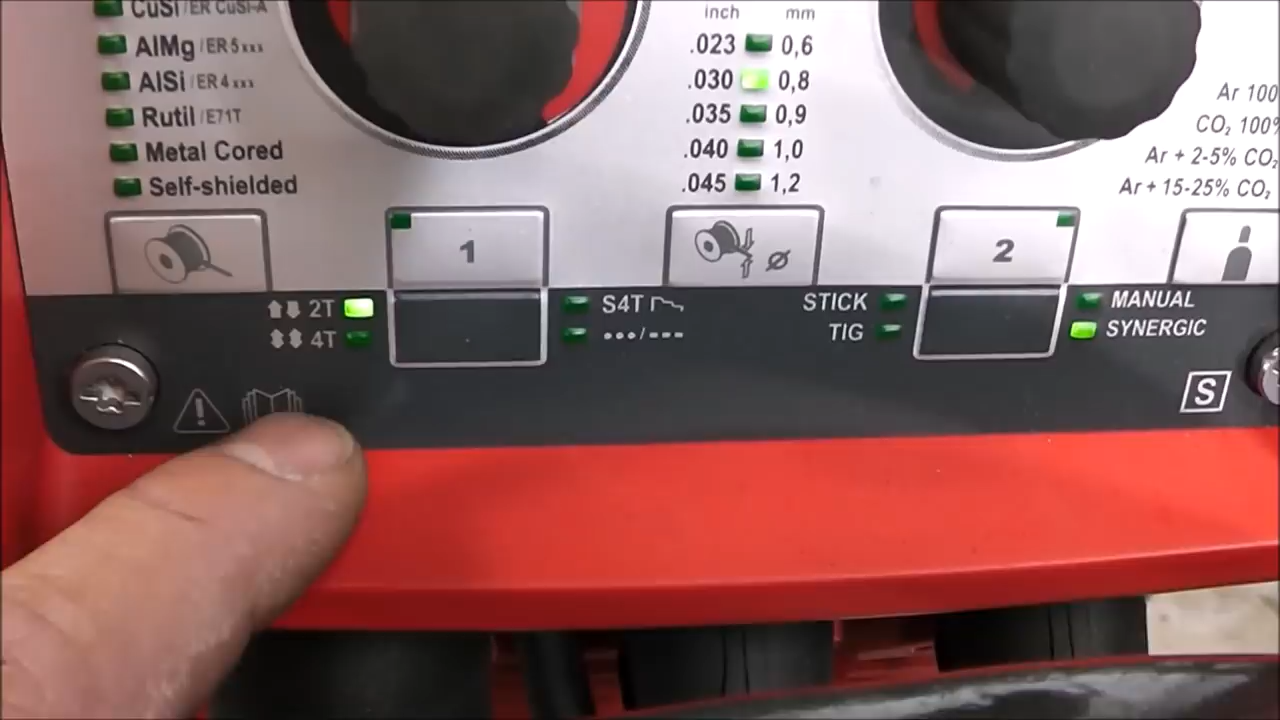 CuSi / ER CuSi-A
AlMg / ER 5xxx
AlSi / ER 4xxx
Rutil / E71T
Metal Cored
Self-shielded
inch mm
.023 0,6
.030 0,8
.035 0,9
.040 1,0
.045 1,2
Ar 100
CO₂ 100%
Ar + 2-5% CO₂
Ar + 15-25% CO₂
1
Ø
2
2T
4T
S4T
•••/---
STICK
TIG
MANUAL
SYNERGIC
!
S